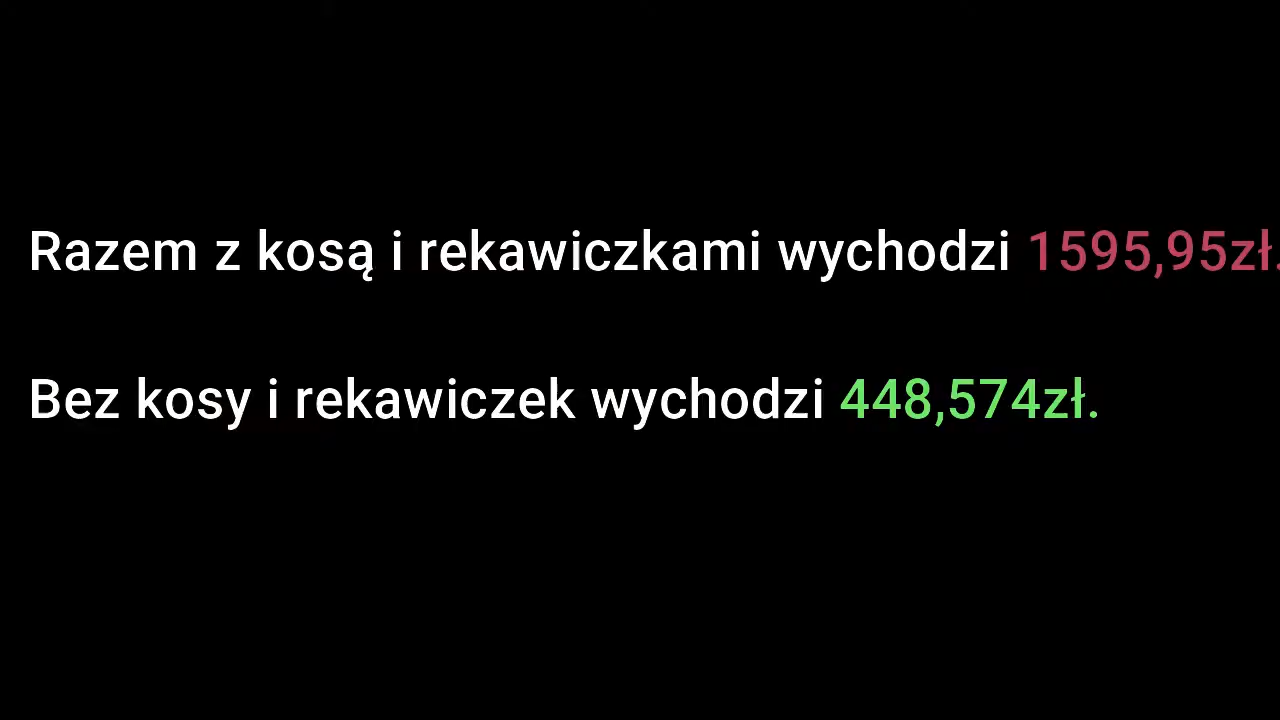 Razem z kosą i rekawiczkami wychodzi 1595,95zł.
Bez kosy i rekawiczek wychodzi 448,574zł.